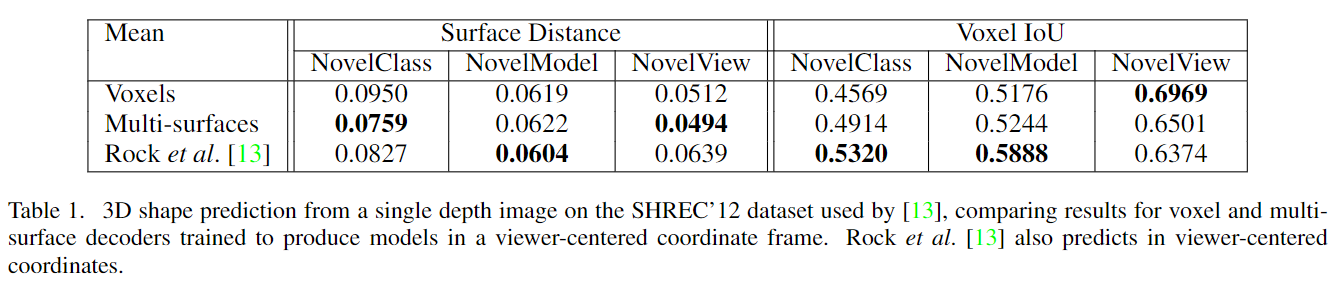 Mean Surface Distance Voxel IoU
NovelClass NovelModel NovelView NovelClass NovelModel NovelView
Voxels 0.0950 0.0619 0.0512 0.4569 0.5176 0.6969
Multi-surfaces 0.0759 0.0622 0.0494 0.4914 0.5244 0.6501
Rock et al. [13] 0.0827 0.0604 0.0639 0.5320 0.5888 0.6374
Table 1. 3D shape prediction from a single depth image on the SHREC’12 dataset used by [13], comparing results for voxel and multi-
surface decoders trained to produce models in a viewer-centered coordinate frame. Rock et al. [13] also predicts in viewer-centered
coordinates.